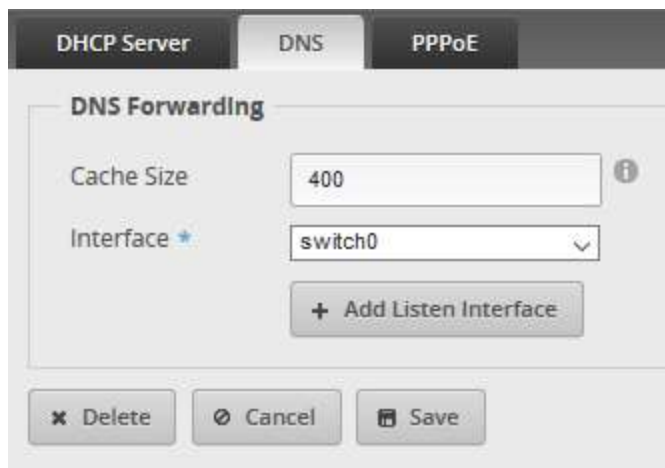 DHCP Server DNS PPPoE
DNS Forwarding
Cache Size 400
Interface * switch0
+ Add Listen Interface
Delete Cancel Save